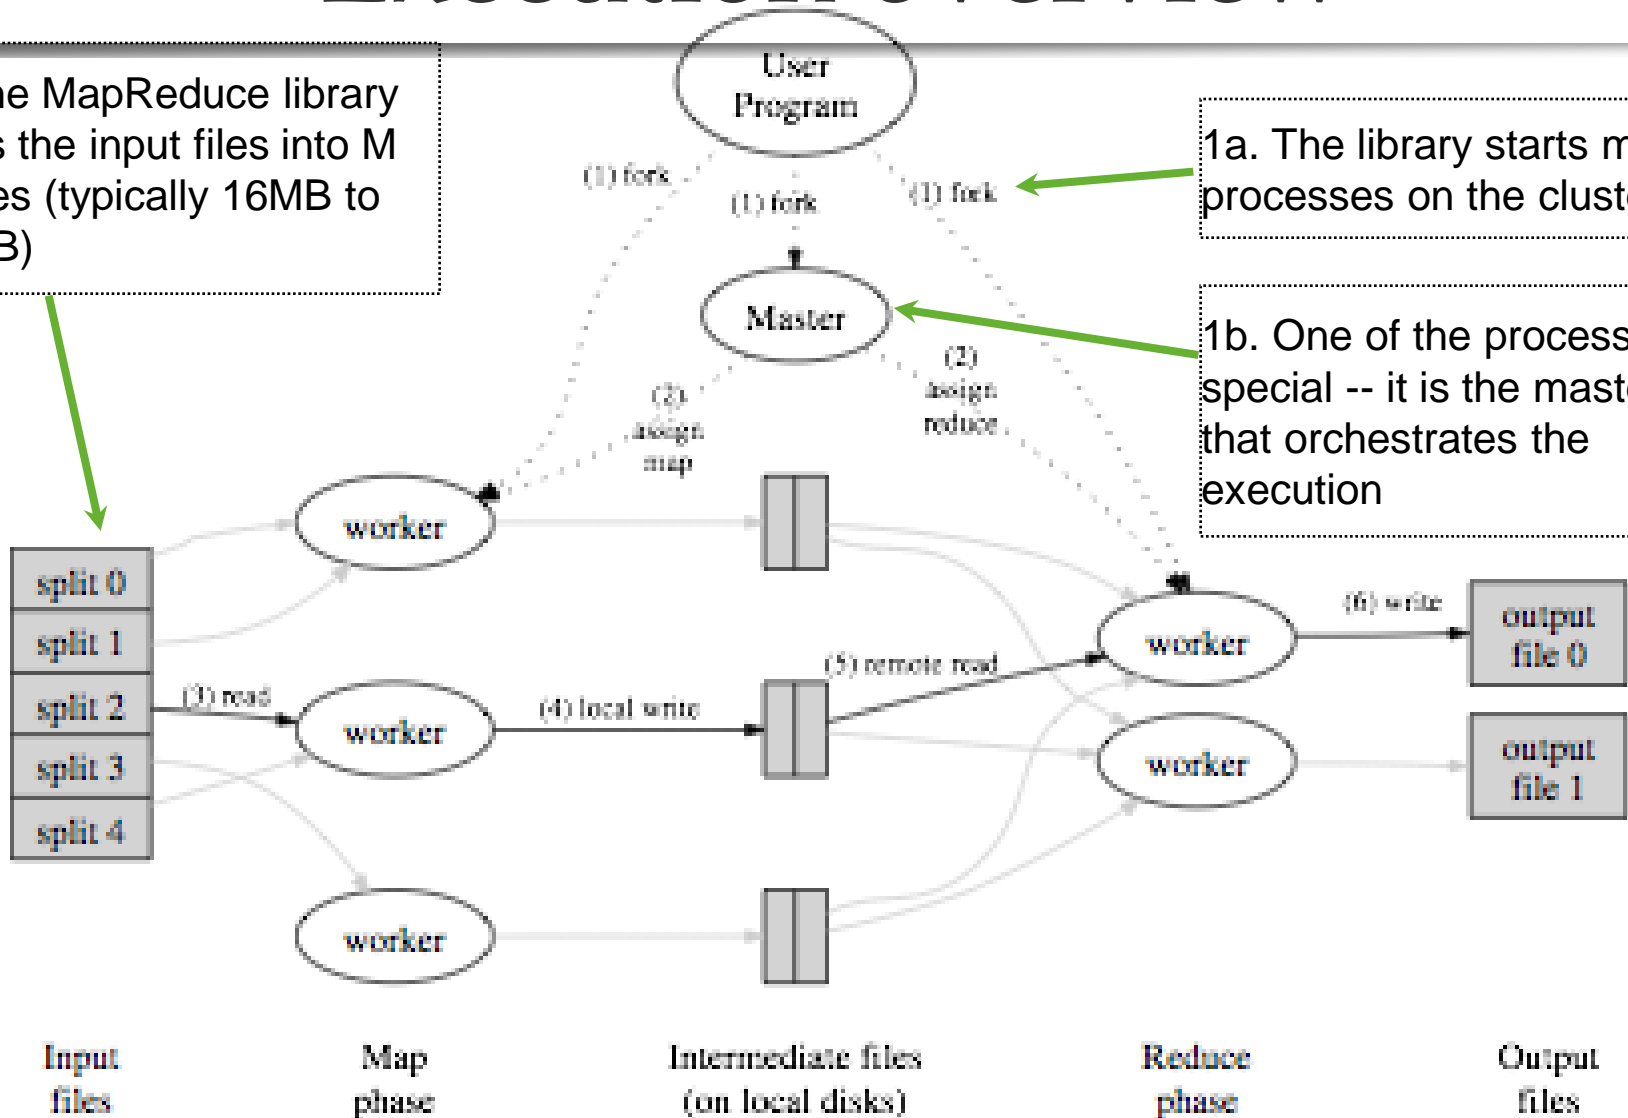 Execution overview
he MapReduce library
s the input files into M
es (typically 16MB to
B)
User
Program
1a. The library starts m
processes on the cluste
(1) fork
(1) fork
(1) fork
Master
1b. One of the process
special -- it is the maste
that orchestrates the
execution
(2)
assign
map
(2)
assign
reduce
worker
split 0
split 1
split 2
split 3
split 4
(3) read
worker
(4) local write
(5) remote read
worker
(6) write
output
file 0
worker
output
file 1
worker
Input
files
Map
phase
Intermediate files
(on local disks)
Reduce
phase
Output
files